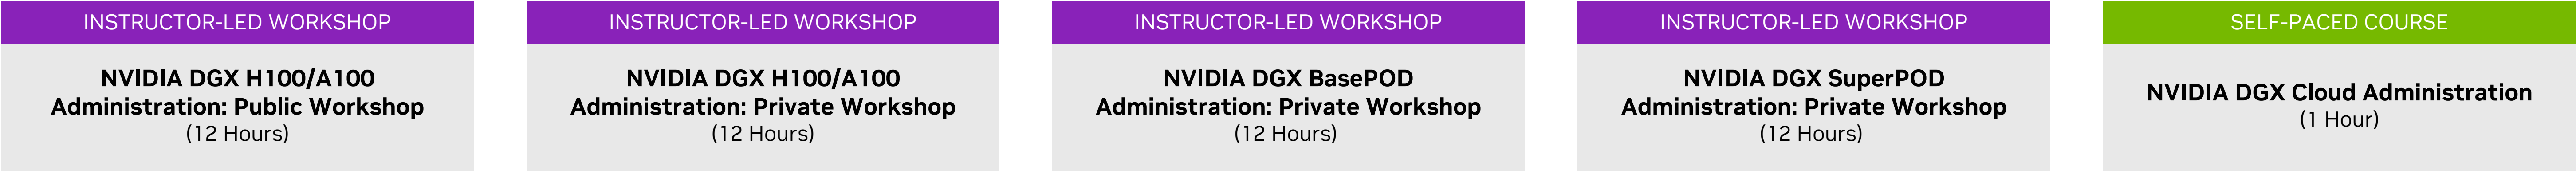 INSTRUCTOR-LED WORKSHOP
NVIDIA DGX H100/A100
Administration: Public Workshop
(12 Hours)
INSTRUCTOR-LED WORKSHOP
NVIDIA DGX H100/A100
Administration: Private Workshop
(12 Hours)
INSTRUCTOR-LED WORKSHOP
NVIDIA DGX BasePOD
Administration: Private Workshop
(12 Hours)
INSTRUCTOR-LED WORKSHOP
NVIDIA DGX SuperPOD
Administration: Private Workshop
(12 Hours)
SELF-PACED COURSE
NVIDIA DGX Cloud Administration
(1 Hour)